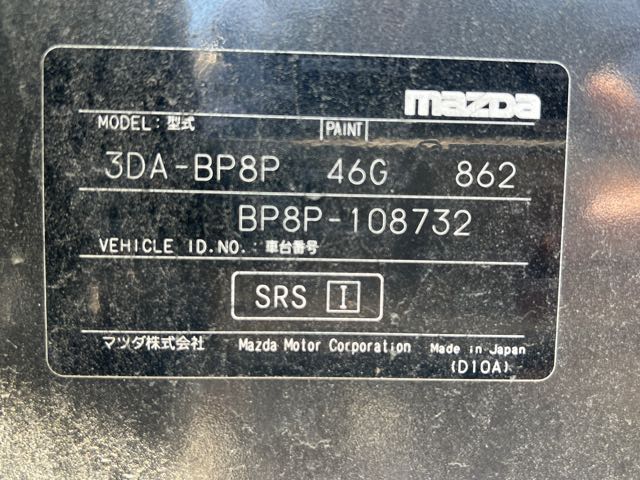 mazda
MODEL: 型式 PAINT
3DA-BP8P 46G 862
BP8P-108732
VEHICLE ID.NO.: 車台番号
SRS I
マツダ株式会社 Mazda Motor Corporation Made in Japan
(D10A)